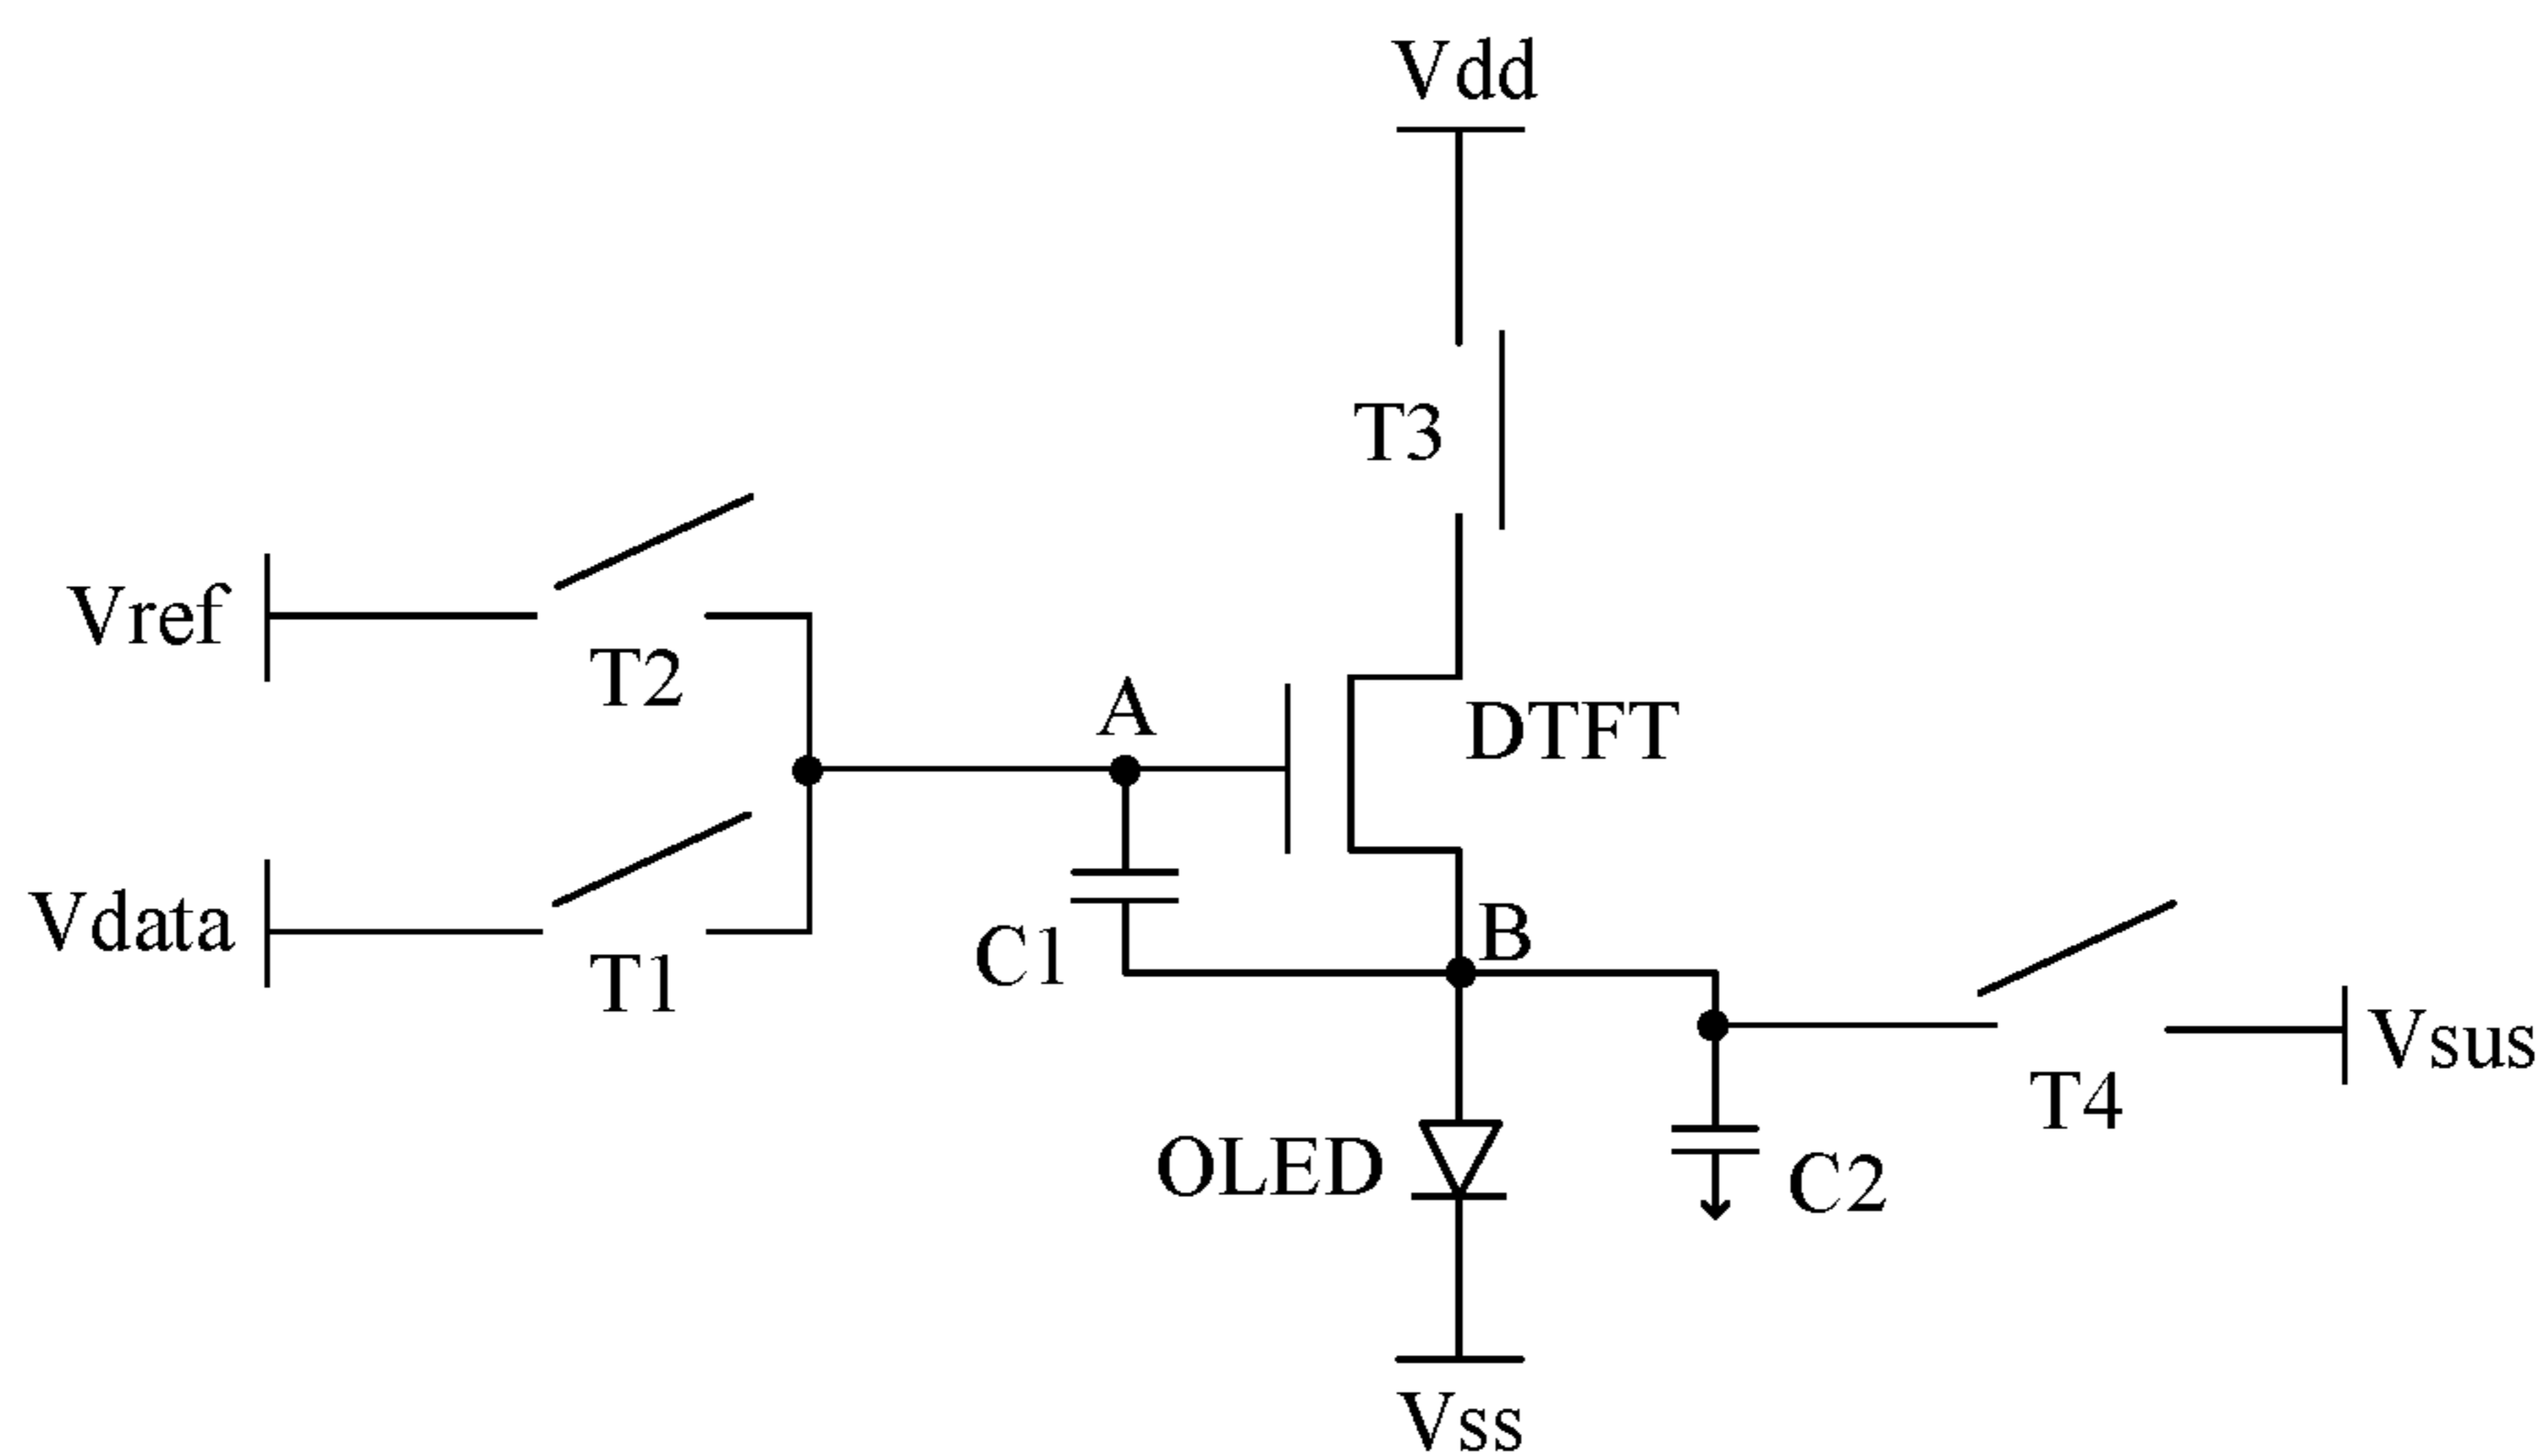 Vdd
T3
Vref
T2
A
DTFT
Vdata
T1
C1
B
Vsus
T4
OLED
C2
Vss